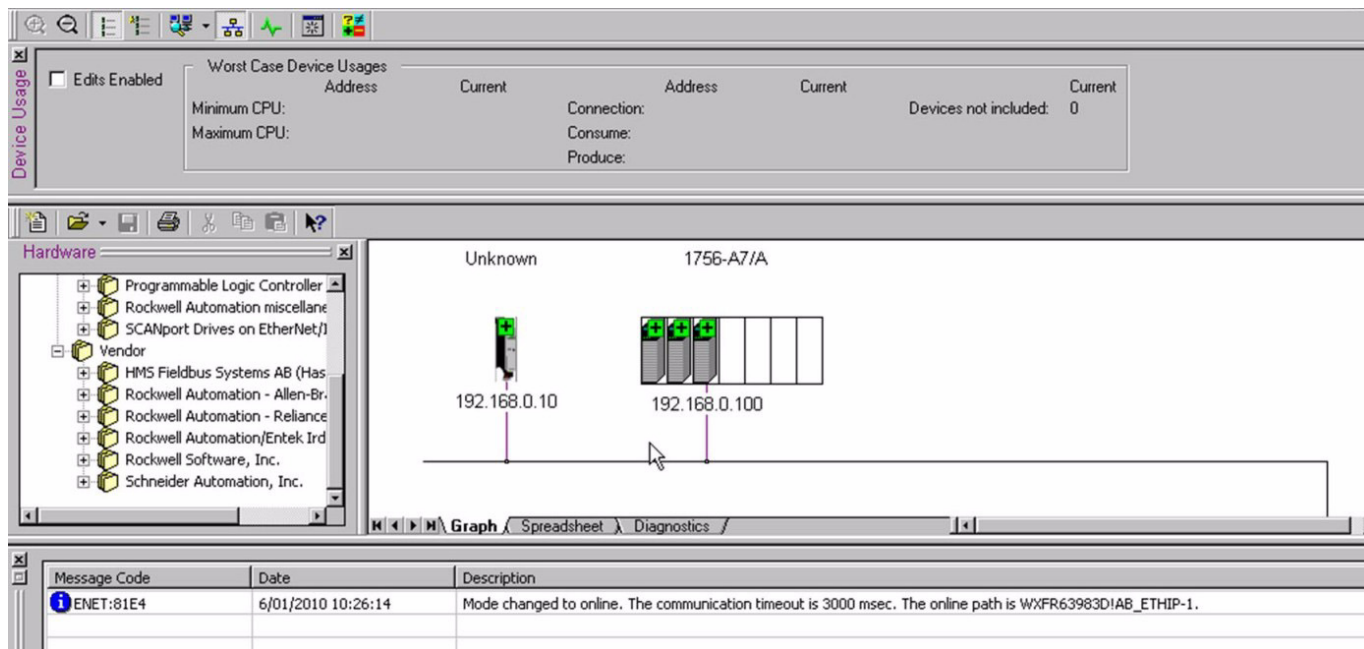 Device Usage
Edits Enabled
Worst Case Device Usages
Address Current Address Current Current
Minimum CPU: Connection: Devices not included: 0
Maximum CPU: Consume:
Produce:
Hardware
Unknown 1756-A7/A
Programmable Logic Controller
Rockwell Automation miscellane
SCANport Drives on EtherNet/I
Vendor
HMS Fieldbus Systems AB (Has
Rockwell Automation - Allen-Br
Rockwell Automation - Reliance
Rockwell Automation/Entek Ird
Rockwell Software, Inc.
Schneider Automation, Inc.
192.168.0.10 192.168.0.100
Graph Spreadsheet Diagnostics
Message Code Date Description
ENET:81E4 6/01/2010 10:26:14 Mode changed to online. The communication timeout is 3000 msec. The online path is WXFR63983D!AB_ETHIP-1.